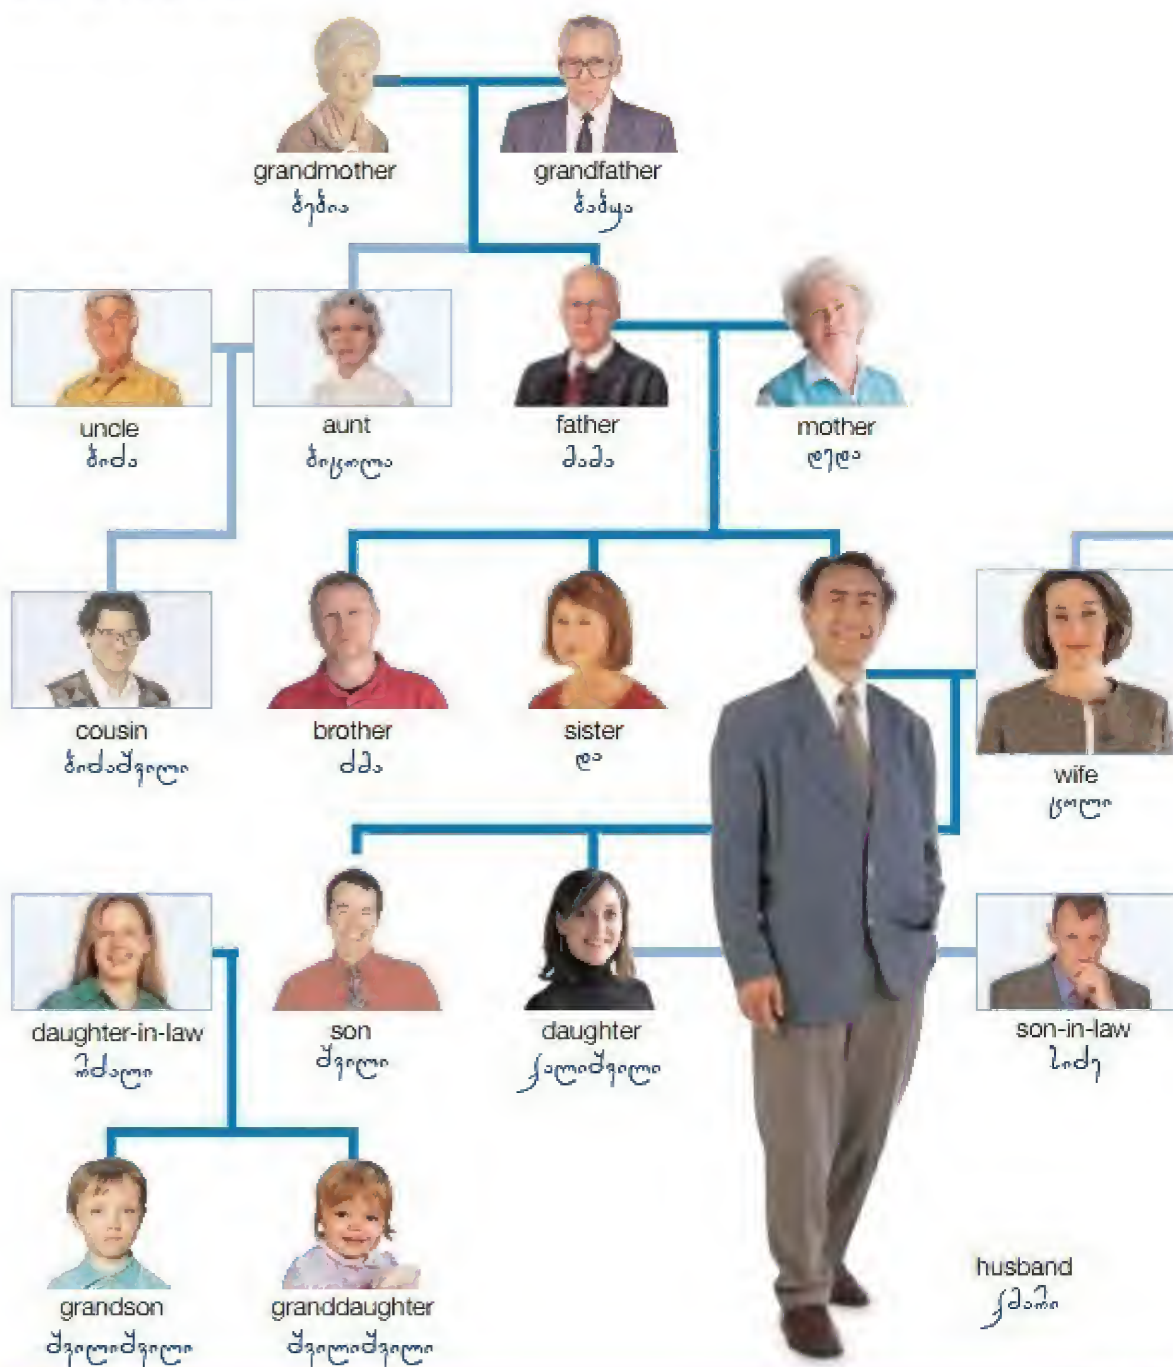 grandmother
ბებია
grandfather
ბაბუა
uncle
ბიძა
aunt
ბიცოლა
father
მამა
mother
დედა
cousin
ბიძაშვილი
brother
ძმა
sister
და
wife
ცოლი
daughter-in-law
რძალი
son
შვილი
daughter
ქალიშვილი
son-in-law
სიძე
grandson
შვილიშვილი
granddaughter
შვილიშვილი
husband
ქმარი